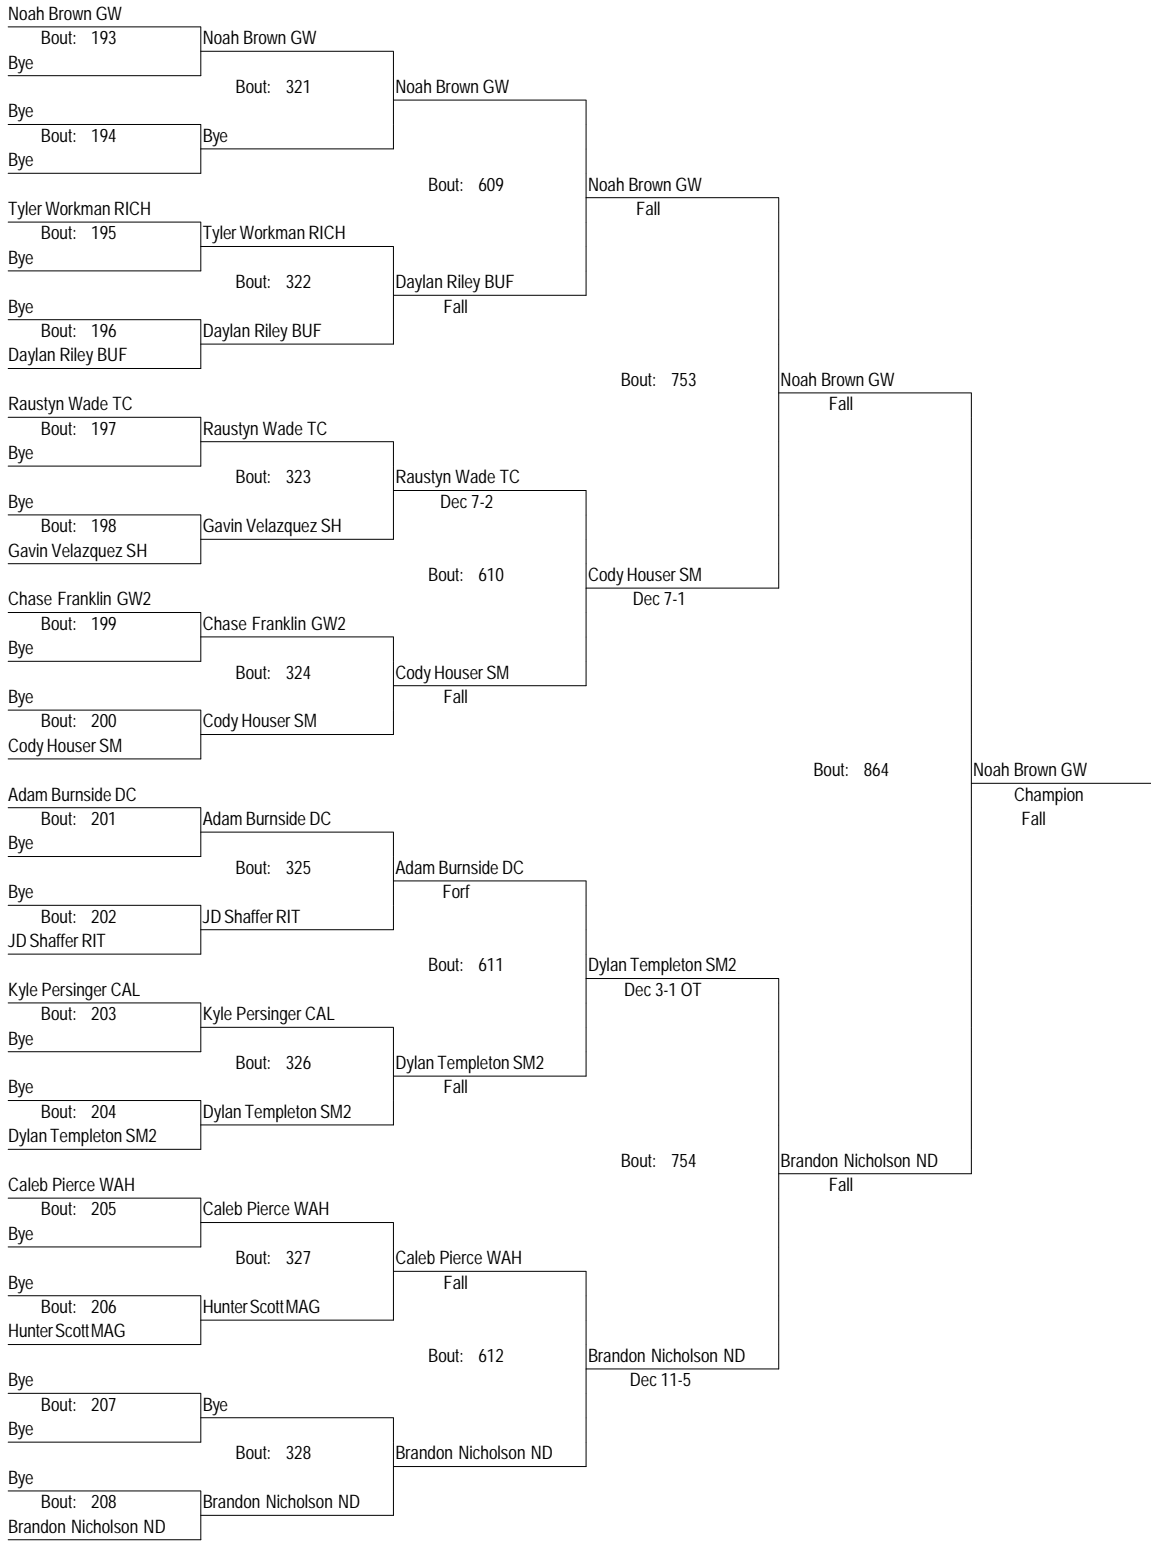 Noah Brown GW
Bout: 193 Noah Brown GW
Bye
Bout: 321 Noah Brown GW
Bye
Bout: 194 Bye
Bye
Bout: 609 Noah Brown GW
Tyler Workman RICH Fall
Bout: 195 Tyler Workman RICH
Bye
Bout: 322 Daylan Riley BUF
Bye Fall
Bout: 196 Daylan Riley BUF
Daylan Riley BUF
Bout: 753 Noah Brown GW
Raustyn Wade TC Fall
Bout: 197 Raustyn Wade TC
Bye
Bout: 323 Raustyn Wade TC
Bye Dec 7-2
Bout: 198 Gavin Velazquez SH
Gavin Velazquez SH
Bout: 610 Cody Houser SM
Chase Franklin GW2 Dec 7-1
Bout: 199 Chase Franklin GW2
Bye
Bout: 324 Cody Houser SM
Bye Fall
Bout: 200 Cody Houser SM
Cody Houser SM
Bout: 864 Noah Brown GW
Adam Burnside DC Champion
Bout: 201 Adam Burnside DC Fall
Bye
Bout: 325 Adam Burnside DC
Bye Forf
Bout: 202 JD Shaffer RIT
JD Shaffer RIT
Bout: 611 Dylan Templeton SM2
Kyle Persinger CAL Dec 3-1 OT
Bout: 203 Kyle Persinger CAL
Bye
Bout: 326 Dylan Templeton SM2
Bye Fall
Bout: 204 Dylan Templeton SM2
Dylan Templeton SM2
Bout: 754 Brandon Nicholson ND
Caleb Pierce WAH Fall
Bout: 205 Caleb Pierce WAH
Bye
Bout: 327 Caleb Pierce WAH
Bye Fall
Bout: 206 Hunter Scott MAG
Hunter Scott MAG
Bout: 612 Brandon Nicholson ND
Bye Dec 11-5
Bout: 207 Bye
Bye
Bout: 328 Brandon Nicholson ND
Bye
Bout: 208 Brandon Nicholson ND
Brandon Nicholson ND